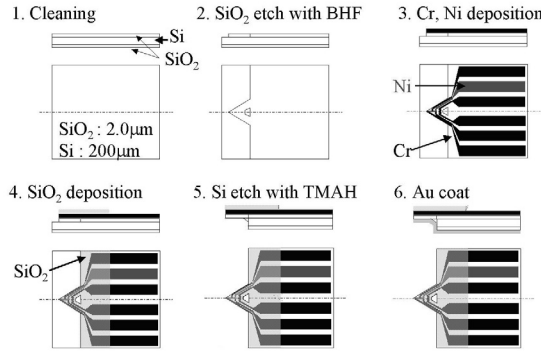 1. Cleaning
Si
SiO₂
SiO₂ : 2.0μm
Si : 200μm
2. SiO₂ etch with BHF
3. Cr, Ni deposition
Ni
Cr
4. SiO₂ deposition
SiO₂
5. Si etch with TMAH
6. Au coat